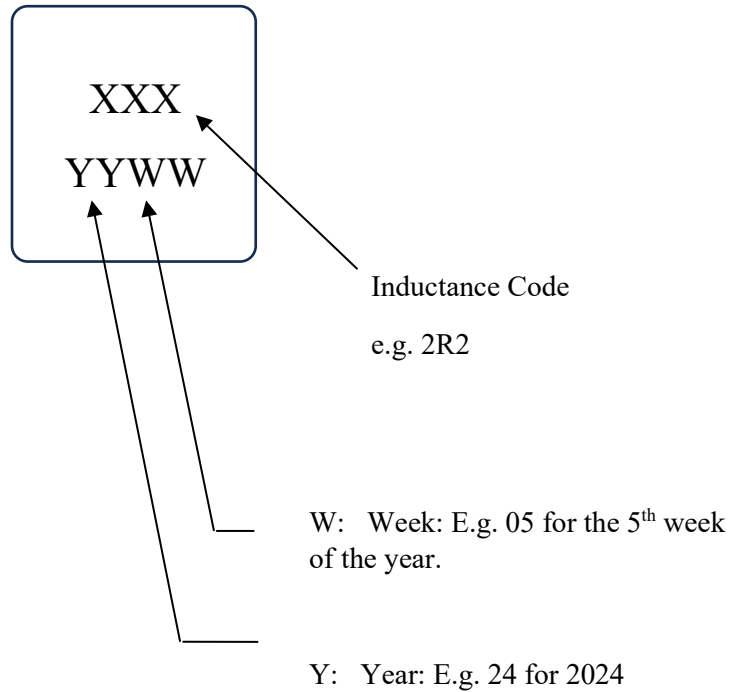 XXX
YYWW
Inductance Code
e.g. 2R2
W: Week: E.g. 05 for the 5th week
of the year.
Y: Year: E.g. 24 for 2024